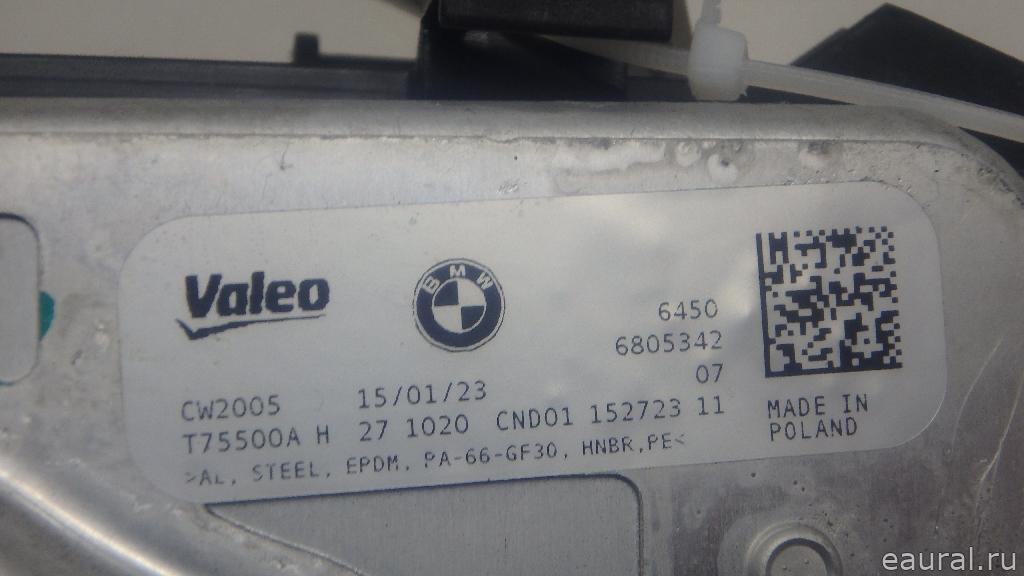 Valeo
BMW
6450
6805342
07
CW2005
15/01/23
T75500A H 27 1020 CND01 152723 11
>AL, STEEL, EPDM, PA-66-GF30, HNBR,PE<
MADE IN
POLAND
eaural.ru